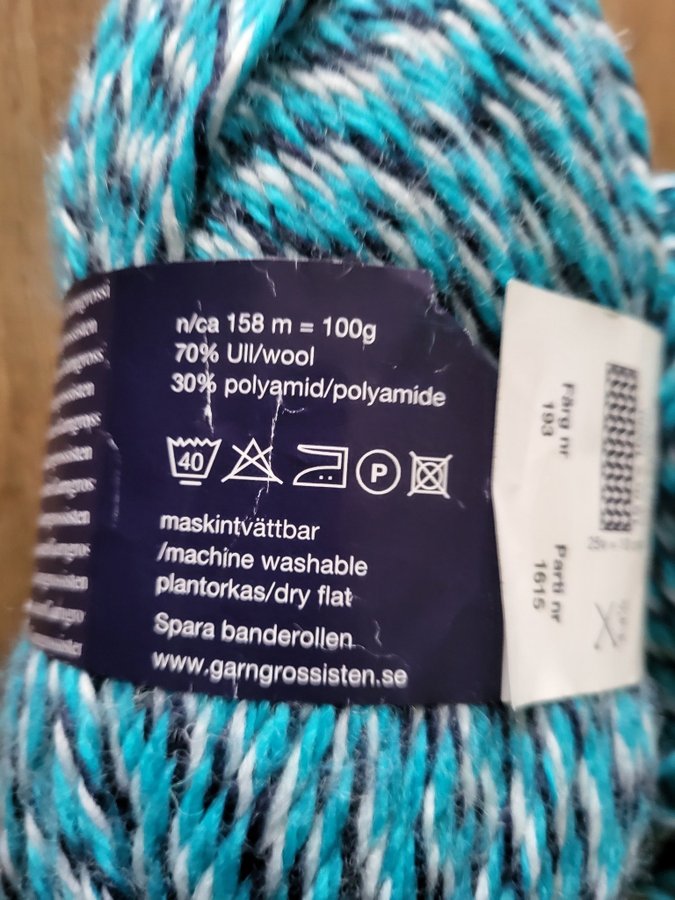 n/ca 158 m = 100g
70% Ull/wool
30% polyamid/polyamide
40
P
maskintvättbar
/machine washable
plantorkas/dry flat
Spara banderollen
www.garngrossisten.se
Färg nr
193
Parti nr
1615